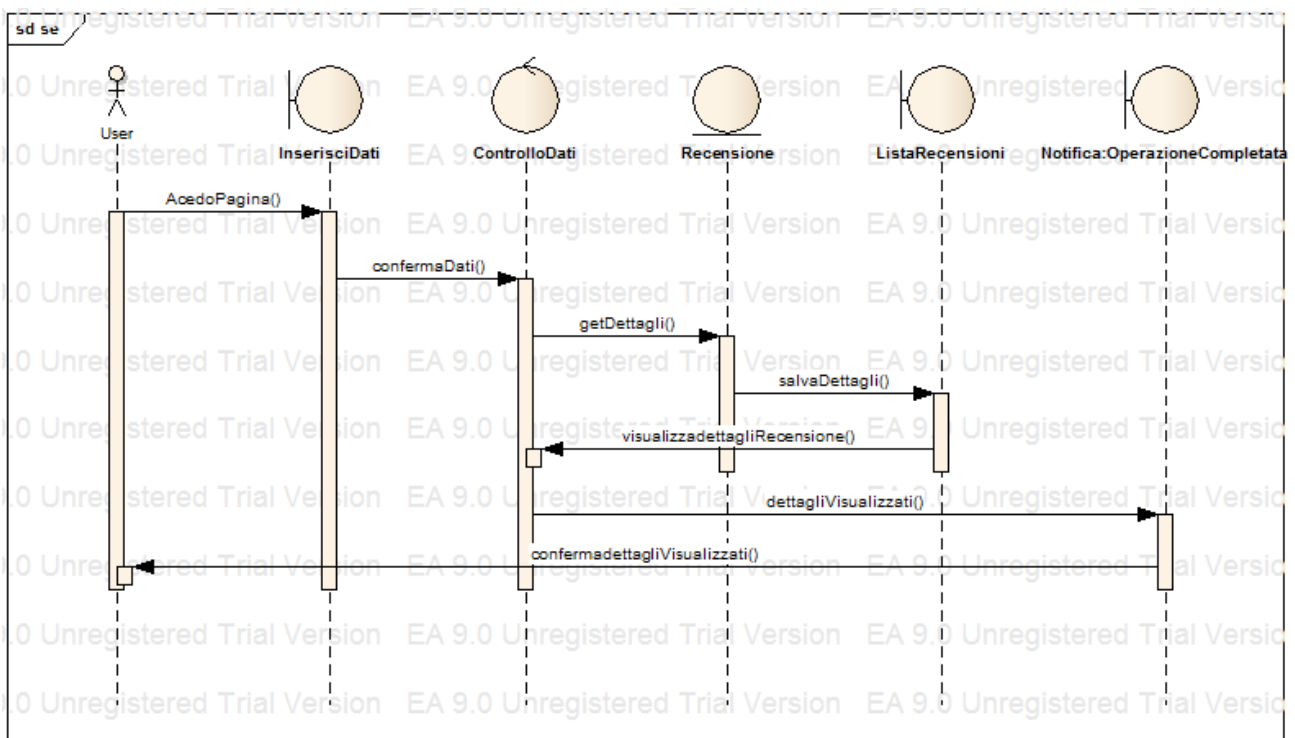 sd se
User
InserisciDati
ControlloDati
Recensione
ListaRecensioni
Notifica:OperazioneCompletata
AcedoPagina()
confermaDati()
getDettagli()
salvaDettagli()
visualizzadettagliRecensione()
dettagliVisualizzati()
confermadettagliVisualizzati()
EA 9.0 Unregistered Trial Version